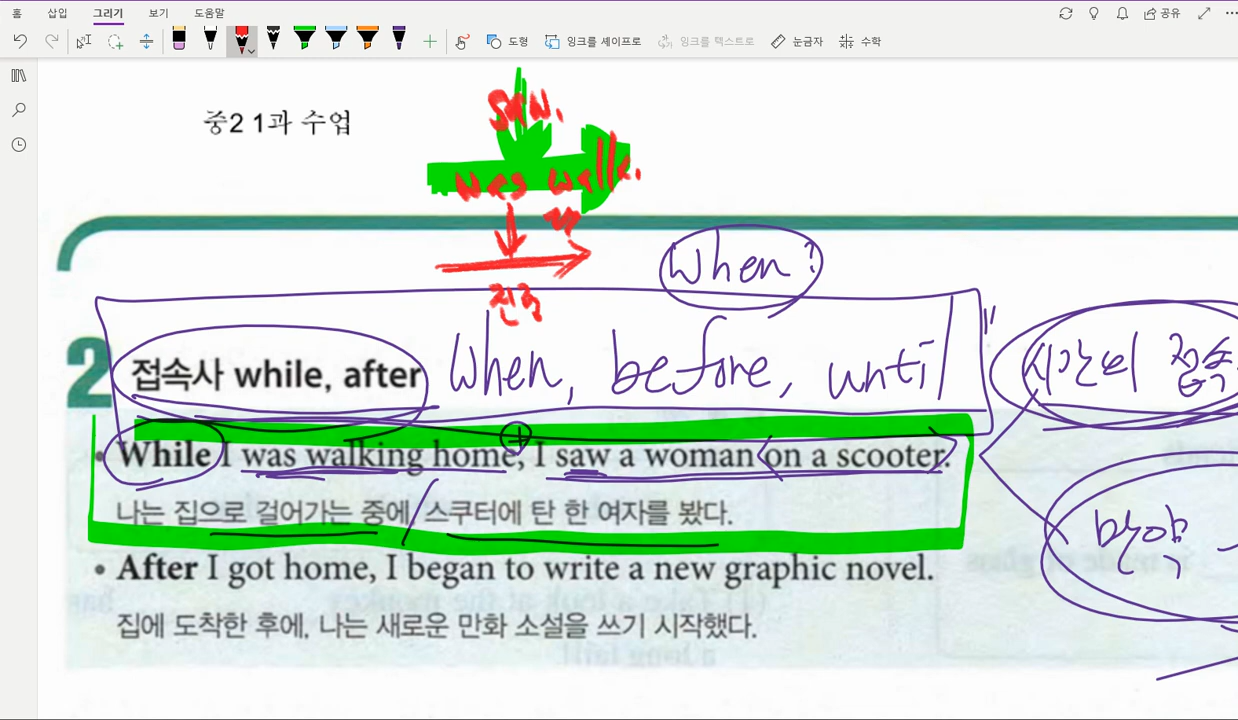 홈 삽입 그리기 보기 도움말 공유
도형 잉크를 셰이프로 잉크를 텍스트로 눈금자 수학
중2 1과 수업
saw.
was walk.
진행
When?
2 접속사 while, after when, before, until
시간의 접속
• While I was walking home, I saw a woman on a scooter.
나는 집으로 걸어가는 중에 / 스쿠터에 탄 한 여자를 봤다.
• After I got home, I began to write a new graphic novel.
집에 도착한 후에, 나는 새로운 만화 소설을 쓰기 시작했다.